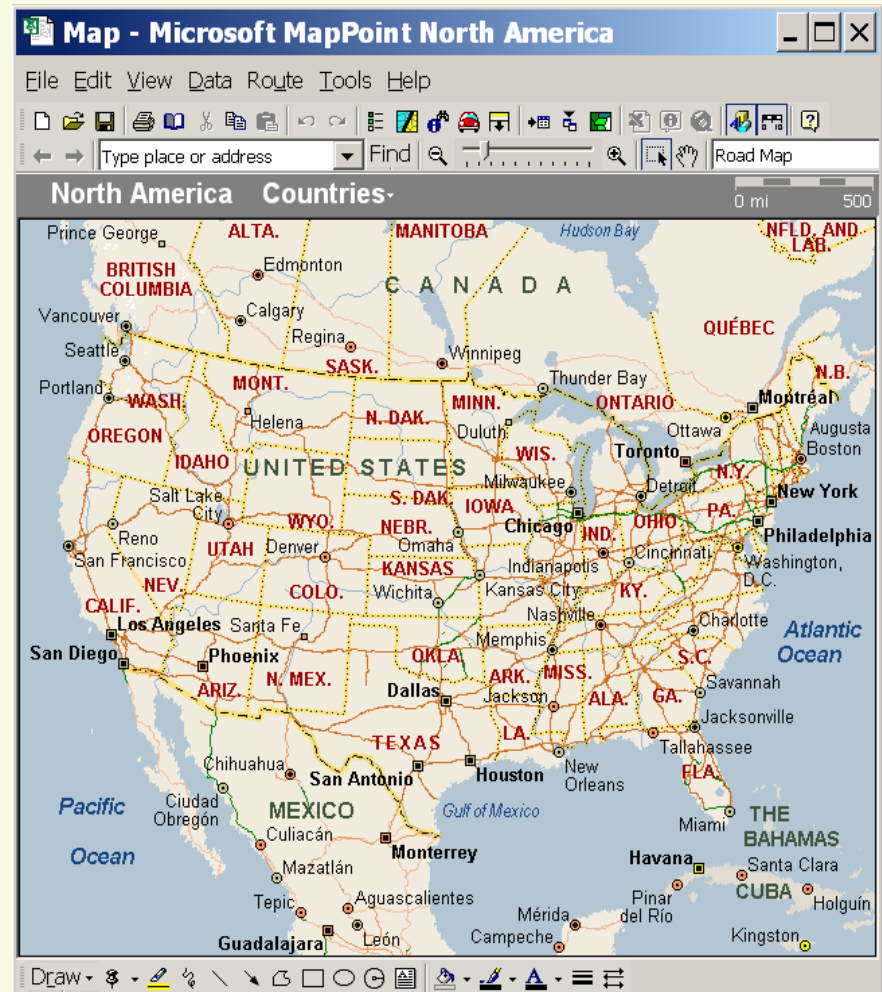 Map - Microsoft MapPoint North America
File Edit View Data Route Tools Help
Type place or address Find Road Map
North America Countries
0 mi 500
Prince George ALTA. MANITOBA Hudson Bay NFLD. AND LAB.
Edmonton
BRITISH COLUMBIA
CANADA
Calgary
Vancouver
Regina
QUÉBEC
Seattle
SASK.
Winnipeg
MONT.
Thunder Bay
N.B.
Portland
WASH.
MINN.
ONTARIO
Montréal
Helena
N. DAK.
Duluth
Ottawa
Augusta
OREGON
WIS.
Toronto
Boston
IDAHO
UNITED STATES
Milwaukee
Detroit
N.Y.
Salt Lake City
S. DAK.
IOWA
New York
WYO.
NEBR.
Chicago
IND.
OHIO
PA.
Reno
Omaha
Philadelphia
San Francisco
UTAH
Denver
KANSAS
Indianapolis
Cincinnati
Washington, D.C.
NEV.
COLO.
Wichita
Kansas City
KY.
CALIF.
Los Angeles
Santa Fe
Nashville
Charlotte
Atlantic Ocean
Memphis
San Diego
Phoenix
OKLA.
S.C.
ARIZ.
N. MEX.
ARK.
MISS.
Dallas
Jackson
ALA.
GA.
Savannah
Jacksonville
TEXAS
LA.
Tallahassee
Chihuahua
San Antonio
Houston
New Orleans
FLA.
Pacific Ocean
Ciudad Obregón
MEXICO
Gulf of Mexico
Miami
THE BAHAMAS
Culiacán
Monterrey
Havana
Santa Clara
Mazatlán
CUBA
Tepic
Aguascalientes
Pinar del Río
Holguín
Mérida
León
Campeche
Kingston
Guadalajara
Draw